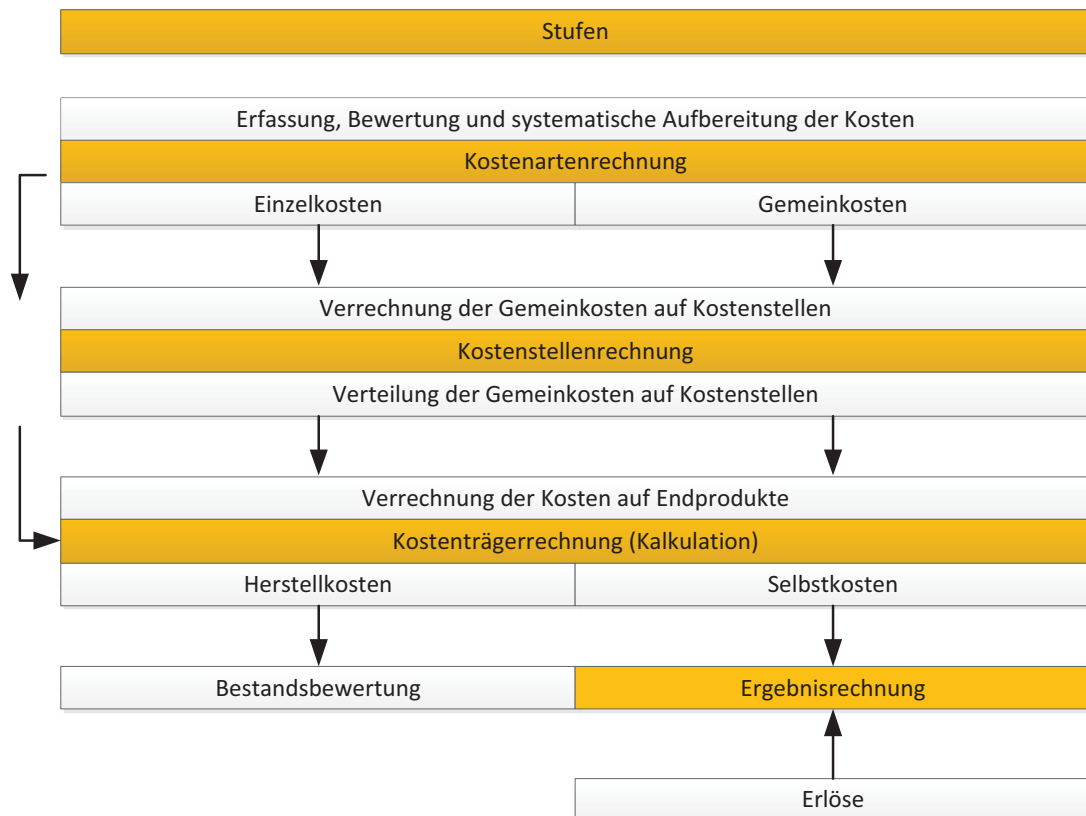 Stufen
Erfassung, Bewertung und systematische Aufbereitung der Kosten
Kostenartenrechnung
Einzelkosten
Gemeinkosten
Verrechnung der Gemeinkosten auf Kostenstellen
Kostenstellenrechnung
Verteilung der Gemeinkosten auf Kostenstellen
Verrechnung der Kosten auf Endprodukte
Kostenträgerrechnung (Kalkulation)
Herstellkosten
Selbstkosten
Bestandsbewertung
Ergebnisrechnung
Erlöse